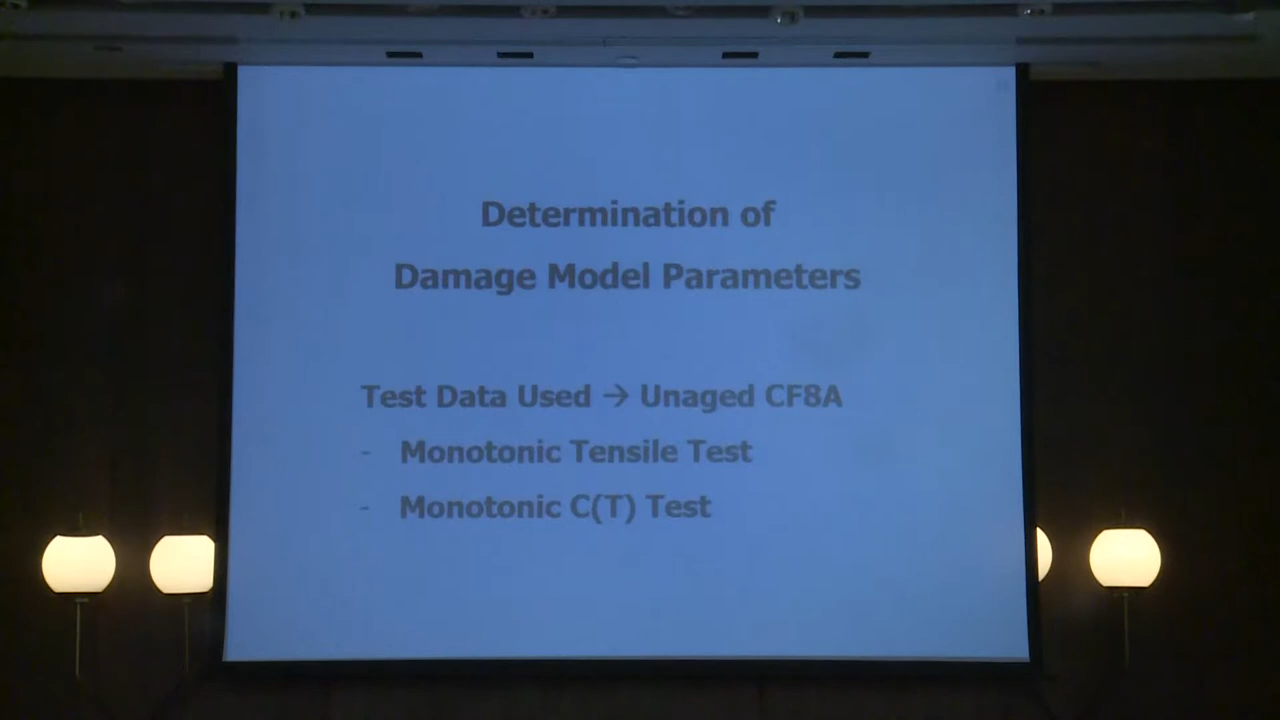 Determination of
Damage Model Parameters
Test Data Used → Unaged CF8A
- Monotonic Tensile Test
- Monotonic C(T) Test